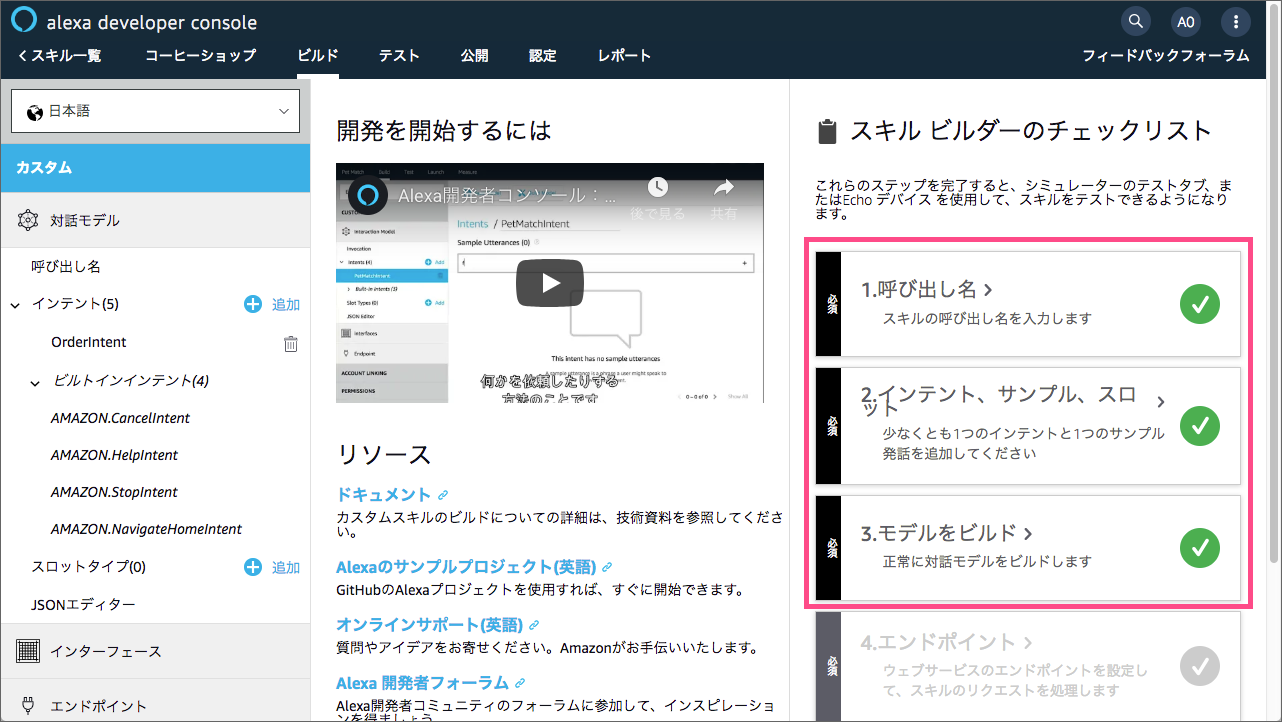 alexa developer console
A0
スキル一覧
コーヒーショップ
ビルド
テスト
公開
認定
レポート
フィードバックフォーラム
日本語
カスタム
対話モデル
呼び出し名
インテント(5)
追加
OrderIntent
ビルトインインテント(4)
AMAZON.CancelIntent
AMAZON.HelpIntent
AMAZON.StopIntent
AMAZON.NavigateHomeIntent
スロットタイプ(0)
追加
JSONエディター
インターフェース
エンドポイント
開発を開始するには
Pet Match
Build
Test
Launch
Measure
Alexa開発者コンソール：...
後で見る
共有
CUSTO
Interaction Model
Invocation
Intents (4)
Add
PetMatchIntent
Built-In Intents (3)
Slot Types (0)
Add
JSON Editor
Interfaces
Endpoint
ACCOUNT LINKING
PERMISSIONS
Intents / PetMatchIntent
Sample Utterances (0)
This intent has no sample utterances
A sample utterance is a phrase a user might speak to
何かを依頼したりする
方法のことです
0 – 0 of 0
Show All
リソース
ドキュメント
カスタムスキルのビルドについての詳細は、技術資料を参照してくださ
い。
Alexaのサンプルプロジェクト(英語)
GitHubのAlexaプロジェクトを使用すれば、すぐに開始できます。
オンラインサポート(英語)
質問やアイデアをお寄せください。Amazonがお手伝いいたします。
Alexa 開発者フォーラム
Alexa開発者コミュニティのフォーラムに参加して、インスピレーショ
ンを得ましょう
スキル ビルダーのチェックリスト
これらのステップを完了すると、シミュレーターのテストタブ、ま
たはEcho デバイス を使用して、スキルをテストできるようになり
ます。
必須
1.呼び出し名
スキルの呼び出し名を入力します
必須
2.インテント、サンプル、スロ
ット
少なくとも1つのインテントと1つのサンプル
発話を追加してください
必須
3.モデルをビルド
正常に対話モデルをビルドします
必須
4.エンドポイント
ウェブサービスのエンドポイントを設定し
て、スキルのリクエストを処理します